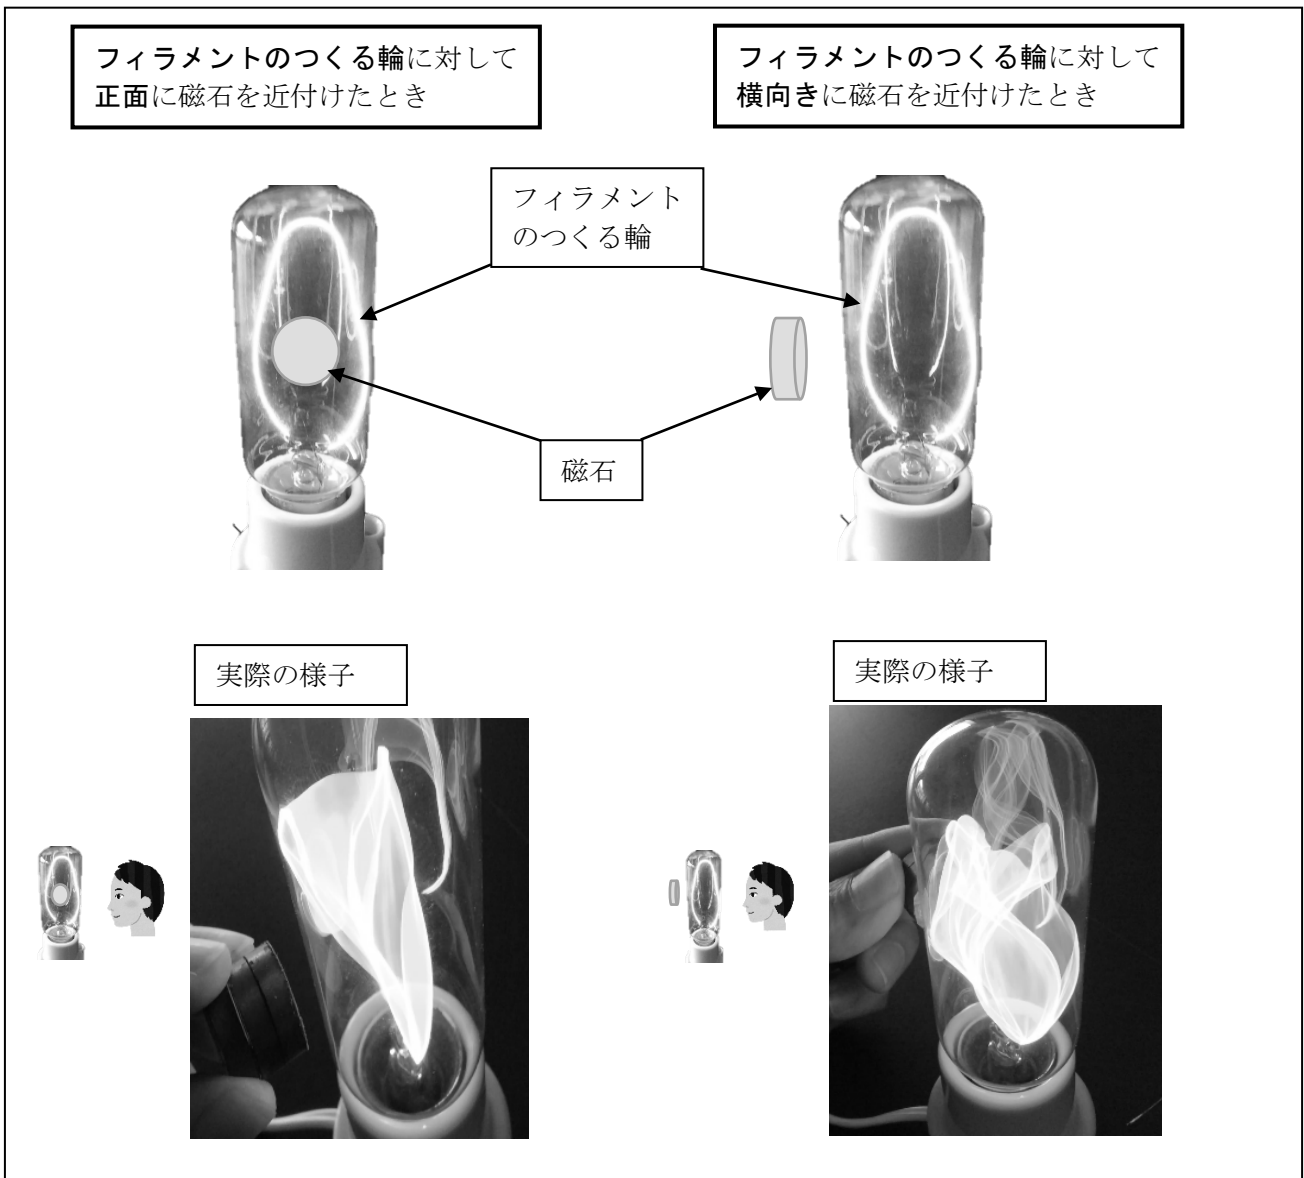 フィラメントのつくる輪に対して
正面に磁石を近付けたとき
フィラメントのつくる輪に対して
横向きに磁石を近付けたとき
フィラメント
のつくる輪
磁石
実際の様子
実際の様子